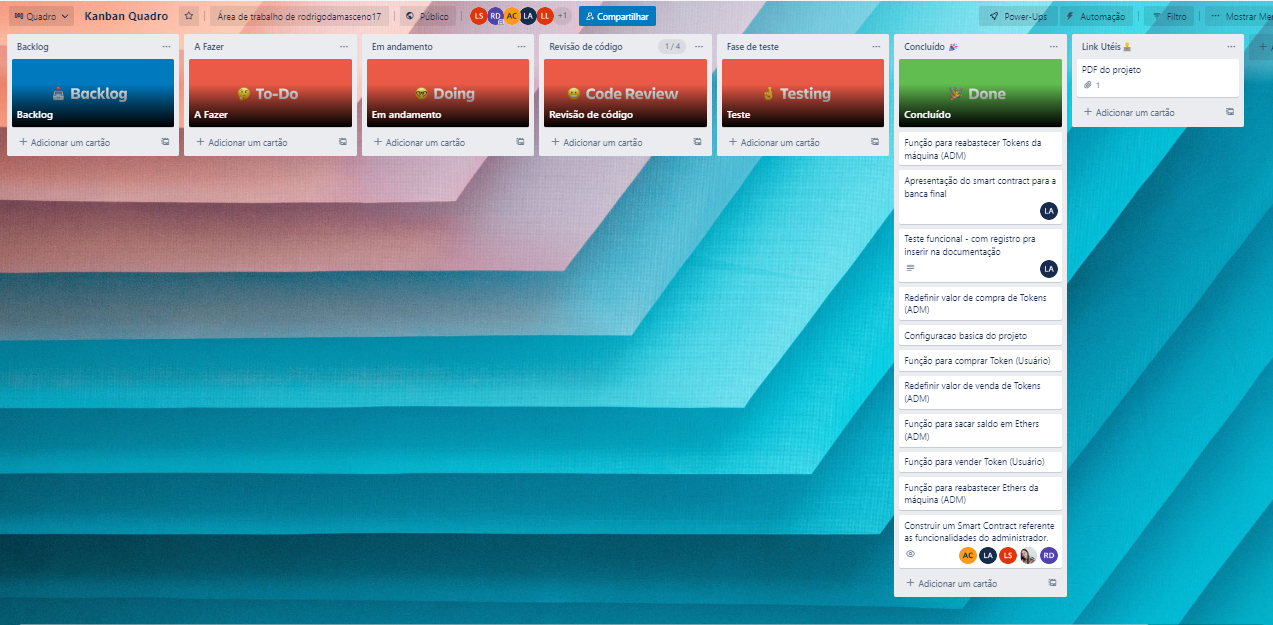 Quadro
Kanban Quadro
Área de trabalho de rodrigodamasceno17
Público
LS
RD
AC
LA
LL
+1
Compartilhar
Power-Ups
Automação
Filtro
Mostrar Me
Backlog
Backlog
Backlog
Adicionar um cartão
A Fazer
To-Do
A Fazer
Adicionar um cartão
Em andamento
Doing
Em andamento
Adicionar um cartão
Revisão de código
1 / 4
Code Review
Revisão de código
Adicionar um cartão
Fase de teste
Testing
Teste
Adicionar um cartão
Concluído
Done
Concluído
Função para reabastecer Tokens da
máquina (ADM)
Apresentação do smart contract para a
banca final
LA
Teste funcional - com registro pra
inserir na documentação
LA
Redefinir valor de compra de Tokens
(ADM)
Configuracao basica do projeto
Função para comprar Token (Usuário)
Redefinir valor de venda de Tokens
(ADM)
Função para sacar saldo em Ethers
(ADM)
Função para vender Token (Usuário)
Função para reabastecer Ethers da
máquina (ADM)
Construir um Smart Contract referente
as funcionalidades do administrador.
AC
LA
LS
RD
Adicionar um cartão
Link Utéis
PDF do projeto
1
Adicionar um cartão